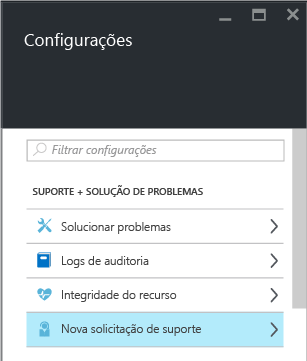 Configurações
Filtrar configurações
SUPORTE + SOLUÇÃO DE PROBLEMAS
Solucionar problemas
Logs de auditoria
Integridade do recurso
Nova solicitação de suporte